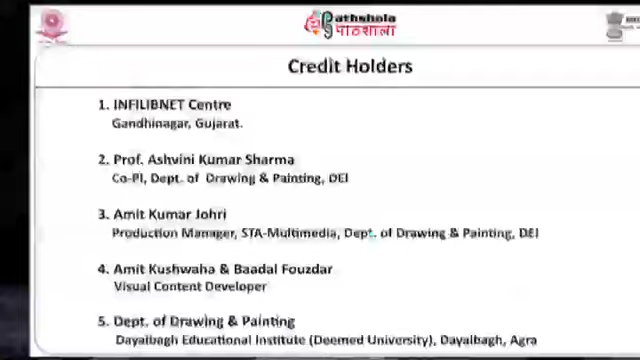 Pathshala
पाठशाला
Credit Holders
1. INFILIBNET Centre
Gandhinagar, Gujarat.
2. Prof. Ashvini Kumar Sharma
Co-PI, Dept. of Drawing & Painting, DEI
3. Amit Kumar Johri
Production Manager, STA-Multimedia, Dept. of Drawing & Painting, DEI
4. Amit Kushwaha & Baadal Fouzdar
Visual Content Developer
5. Dept. of Drawing & Painting
Dayalbagh Educational Institute (Deemed University), Dayalbagh, Agra